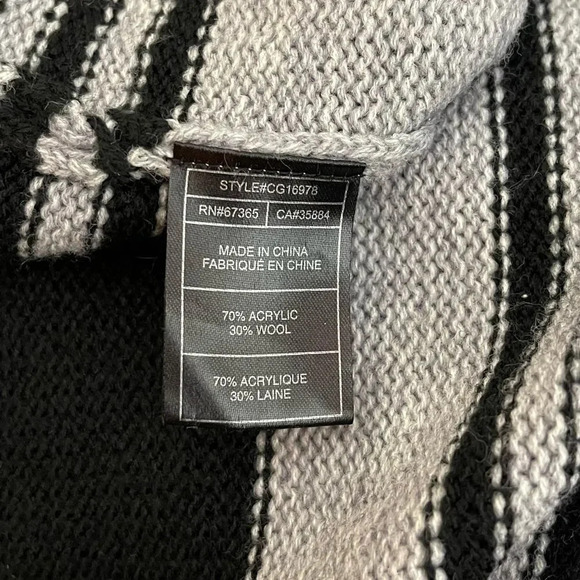 STYLE#CG16978
RN#67365 CA#35884
MADE IN CHINA
FABRIQUÉ EN CHINE
70% ACRYLIC
30% WOOL
70% ACRYLIQUE
30% LAINE